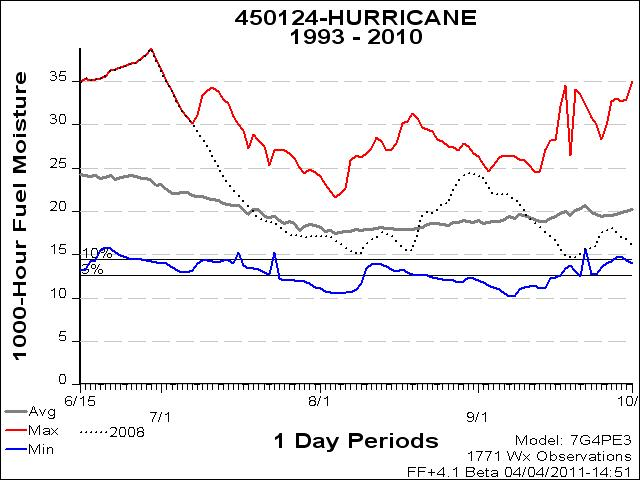 450124-HURRICANE
1993 - 2010
1000-Hour Fuel Moisture
35
30
25
20
15
10
5
0
10%
3%
6/15
7/1
8/1
9/1
10/
Avg
Max
Min
2008
1 Day Periods
Model: 7G4PE3
1771 Wx Observations
FF+4.1 Beta 04/04/2011-14:51